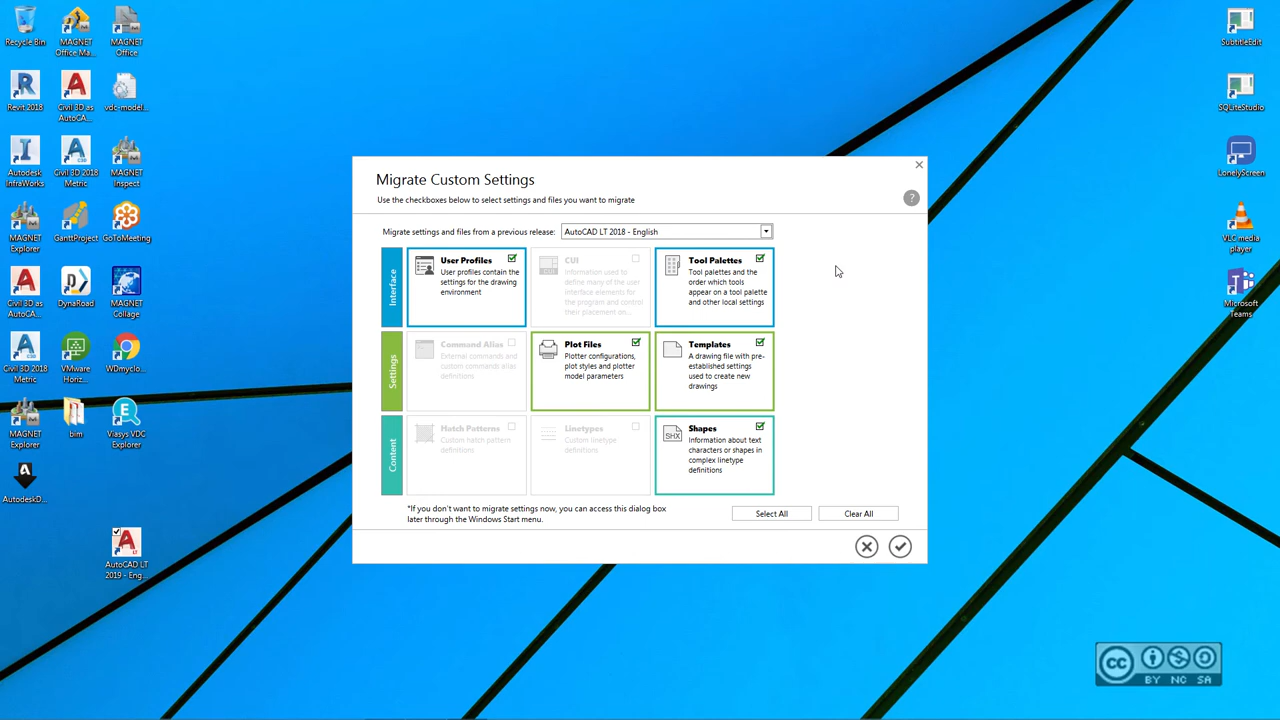 Recycle Bin
MAGNET
Office Ma...
MAGNET
Office
Revit 2018
Civil 3D as
AutoCA...
vdc-model...
Autodesk
InfraWorks
Civil 3D 2018
Metric
MAGNET
Inspect
MAGNET
Explorer
GanttProject
GoToMeeting
Civil 3D as
AutoCA...
DynaRoad
MAGNET
Collage
Civil 3D 2018
Metric
VMware
Horiz...
WDmyclo...
MAGNET
Explorer
bim
Viasys VDC
Explorer
AutodeskD...
AutoCAD LT
2019 - Eng...
Migrate Custom Settings
Use the checkboxes below to select settings and files you want to migrate
Migrate settings and files from a previous release:
AutoCAD LT 2018 - English
Interface
User Profiles
User profiles contain the
settings for the drawing
environment
CUI
Information used to
define many of the user
interface elements for
the program and control
their placement on...
Tool Palettes
Tool palettes and the
order which tools
appear on a tool palette
and other local settings
Settings
Command Alias
External commands and
custom commands alias
definitions
Plot Files
Plotter configurations,
plot styles and plotter
model parameters
Templates
A drawing file with pre-
established settings
used to create new
drawings
Content
Hatch Patterns
Custom hatch pattern
definitions
Linetypes
Custom linetype
definitions
SHX
Shapes
Information about text
characters or shapes in
complex linetype
definitions
*If you don't want to migrate settings now, you can access this dialog box
later through the Windows Start menu.
Select All
Clear All
SubtitleEdit
SQLiteStudio
LonelyScreen
VLC media
player
Microsoft
Teams
CC
BY NC SA